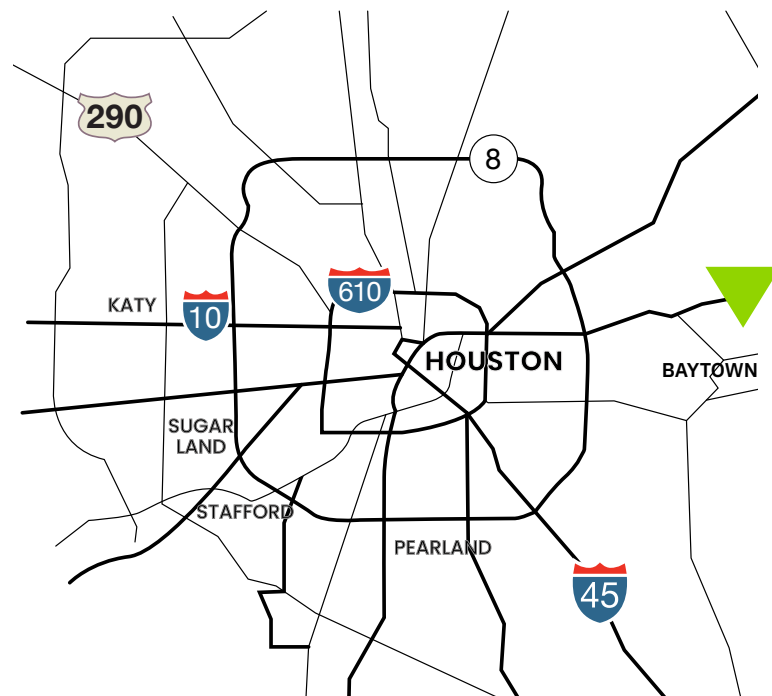 290
8
KATY
10
610
HOUSTON
BAYTOWN
SUGAR
LAND
STAFFORD
PEARLAND
45